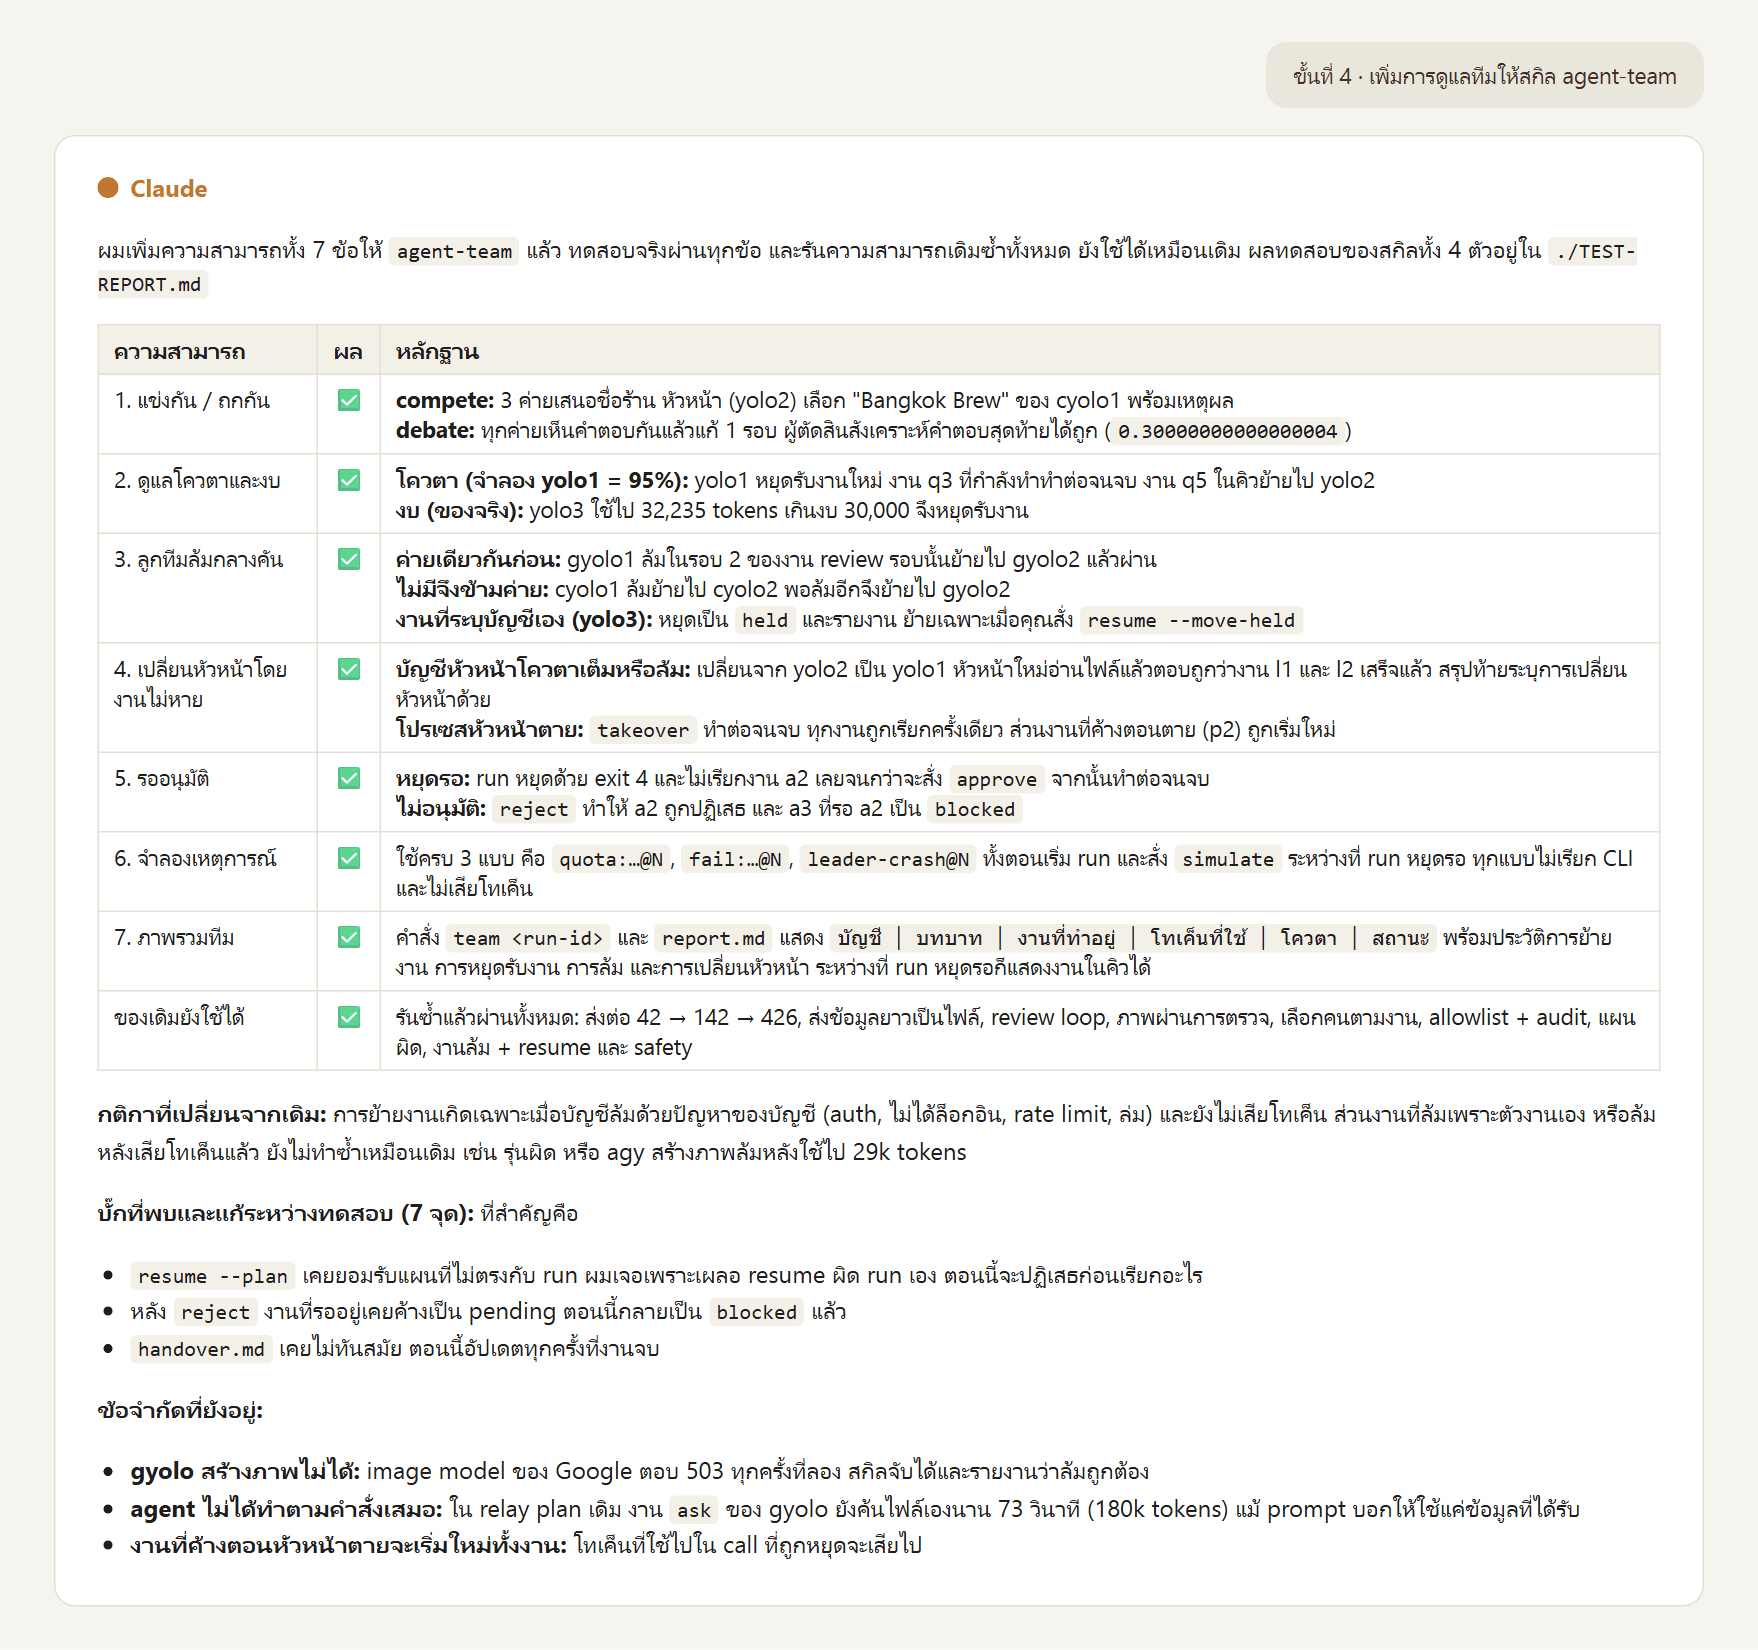 ขั้นที่ 4 · เพิ่มการดูแลทีมให้สกิล agent-team
Claude
ผมเพิ่มความสามารถทั้ง 7 ข้อให้ agent-team แล้ว ทดสอบจริงผ่านทุกข้อ และรันความสามารถเดิมซ้ำทั้งหมด ยังใช้ได้เหมือนเดิม ผลทดสอบของสกิลทั้ง 4 ตัวอยู่ใน ./TEST-
REPORT.md
ความสามารถ ผล หลักฐาน
1. แข่งกัน / ถกกัน ✅ compete: 3 ค่ายเสนอชื่อร้าน หัวหน้า (yolo2) เลือก "Bangkok Brew" ของ cyolo1 พร้อมเหตุผล
debate: ทุกค่ายเห็นคำตอบกันแล้วแก้ 1 รอบ ผู้ตัดสินสังเคราะห์คำตอบสุดท้ายได้ถูก (0.30000000000000004)
2. ดูแลโควตาและงบ ✅ โควตา (จำลอง yolo1 = 95%): yolo1 หยุดรับงานใหม่ งาน q3 ที่กำลังทำทำต่อจนจบ งาน q5 ในคิวย้ายไป yolo2
งบ (ของจริง): yolo3 ใช้ไป 32,235 tokens เกินงบ 30,000 จึงหยุดรับงาน
3. ลูกทีมล้มกลางคัน ✅ ค่ายเดียวกันก่อน: gyolo1 ล้มในรอบ 2 ของงาน review รอบนั้นย้ายไป gyolo2 แล้วผ่าน
ไม่มีจึงข้ามค่าย: cyolo1 ล้มย้ายไป cyolo2 พอล้มอีกจึงย้ายไป gyolo2
งานที่ระบุบัญชีเอง (yolo3): หยุดเป็น held และรายงาน ย้ายเฉพาะเมื่อคุณสั่ง resume --move-held
4. เปลี่ยนหัวหน้าโดย ✅ บัญชีหัวหน้าโควตาเต็มหรือล้ม: เปลี่ยนจาก yolo2 เป็น yolo1 หัวหน้าใหม่อ่านไฟล์แล้วตอบถูกว่างาน l1 และ l2 เสร็จแล้ว สรุปท้ายระบุการเปลี่ยน
งานไม่หาย หัวหน้าด้วย
โปรเซสหัวหน้าตาย: takeover ทำต่อจนจบ ทุกงานถูกเรียกครั้งเดียว ส่วนงานที่ค้างตอนตาย (p2) ถูกเริ่มใหม่
5. รออนุมัติ ✅ หยุดรอ: run หยุดด้วย exit 4 และไม่เรียกงาน a2 เลยจนกว่าจะสั่ง approve จากนั้นทำต่อจนจบ
ไม่อนุมัติ: reject ทำให้ a2 ถูกปฏิเสธ และ a3 ที่รอ a2 เป็น blocked
6. จำลองเหตุการณ์ ✅ ใช้ครบ 3 แบบ คือ quota:…@N, fail:…@N, leader-crash@N ทั้งตอนเริ่ม run และสั่ง simulate ระหว่างที่ run หยุดรอ ทุกแบบไม่เรียก CLI
และไม่เสียโทเค็น
7. ภาพรวมทีม ✅ คำสั่ง team <run-id> และ report.md แสดง บัญชี | บทบาท | งานที่ทำอยู่ | โทเค็นที่ใช้ | โควตา | สถานะ พร้อมประวัติการย้าย
งาน การหยุดรับงาน การล้ม และการเปลี่ยนหัวหน้า ระหว่างที่ run หยุดรอก็แสดงงานในคิวได้
ของเดิมยังใช้ได้ ✅ รันซ้ำแล้วผ่านทั้งหมด: ส่งต่อ 42 → 142 → 426, ส่งข้อมูลยาวเป็นไฟล์, review loop, ภาพผ่านการตรวจ, เลือกคนตามงาน, allowlist + audit, แผน
ผิด, งานล้ม + resume และ safety
กติกาที่เปลี่ยนจากเดิม: การย้ายงานเกิดเฉพาะเมื่อบัญชีล้มด้วยปัญหาของบัญชี (auth, ไม่ได้ล็อกอิน, rate limit, ล่ม) และยังไม่เสียโทเค็น ส่วนงานที่ล้มเพราะตัวงานเอง หรือล้ม
หลังเสียโทเค็นแล้ว ยังไม่ทำซ้ำเหมือนเดิม เช่น รุ่นผิด หรือ agy สร้างภาพล้มหลังใช้ไป 29k tokens
บั๊กที่พบและแก้ระหว่างทดสอบ (7 จุด): ที่สำคัญคือ
resume --plan เคยยอมรับแผนที่ไม่ตรงกับ run ผมเจอเพราะเผลอ resume ผิด run เอง ตอนนี้จะปฏิเสธก่อนเรียกอะไร
หลัง reject งานที่รออยู่เคยค้างเป็น pending ตอนนี้กลายเป็น blocked แล้ว
handover.md เคยไม่ทันสมัย ตอนนี้อัปเดตทุกครั้งที่งานจบ
ข้อจำกัดที่ยังอยู่:
gyolo สร้างภาพไม่ได้: image model ของ Google ตอบ 503 ทุกครั้งที่ลอง สกิลจับได้และรายงานว่าล้มถูกต้อง
agent ไม่ได้ทำตามคำสั่งเสมอ: ใน relay plan เดิม งาน ask ของ gyolo ยังค้นไฟล์เองนาน 73 วินาที (180k tokens) แม้ prompt บอกให้ใช้แค่ข้อมูลที่ได้รับ
งานที่ค้างตอนหัวหน้าตายจะเริ่มใหม่ทั้งงาน: โทเค็นที่ใช้ไปใน call ที่ถูกหยุดจะเสียไป